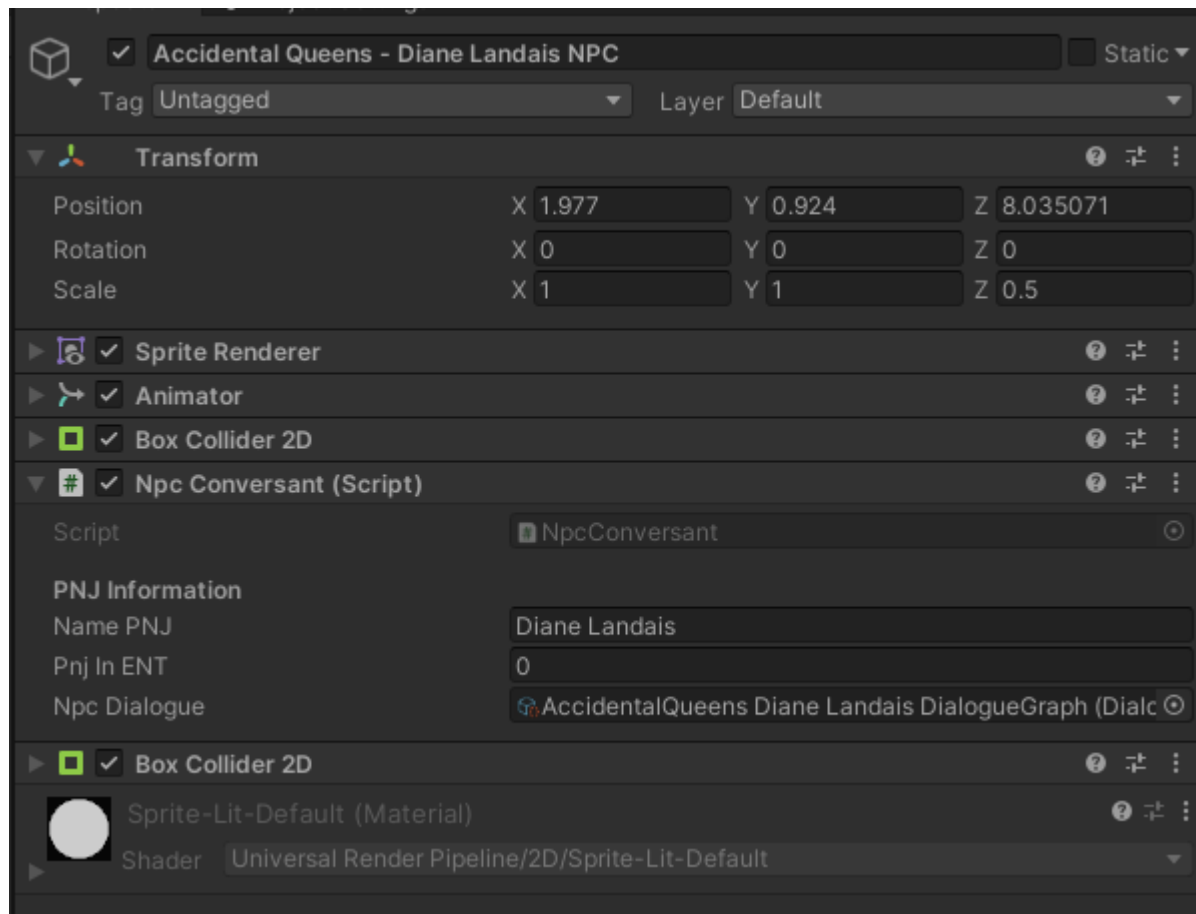 Accidental Queens - Diane Landais NPC Static
Tag Untagged Layer Default
Transform
Position X 1.977 Y 0.924 Z 8.035071
Rotation X 0 Y 0 Z 0
Scale X 1 Y 1 Z 0.5
Sprite Renderer
Animator
Box Collider 2D
# Npc Conversant (Script)
Script # NpcConversant
PNJ Information
Name PNJ Diane Landais
Pnj In ENT 0
Npc Dialogue AccidentalQueens Diane Landais DialogueGraph (Dialc
Box Collider 2D
Sprite-Lit-Default (Material)
Shader Universal Render Pipeline/2D/Sprite-Lit-Default